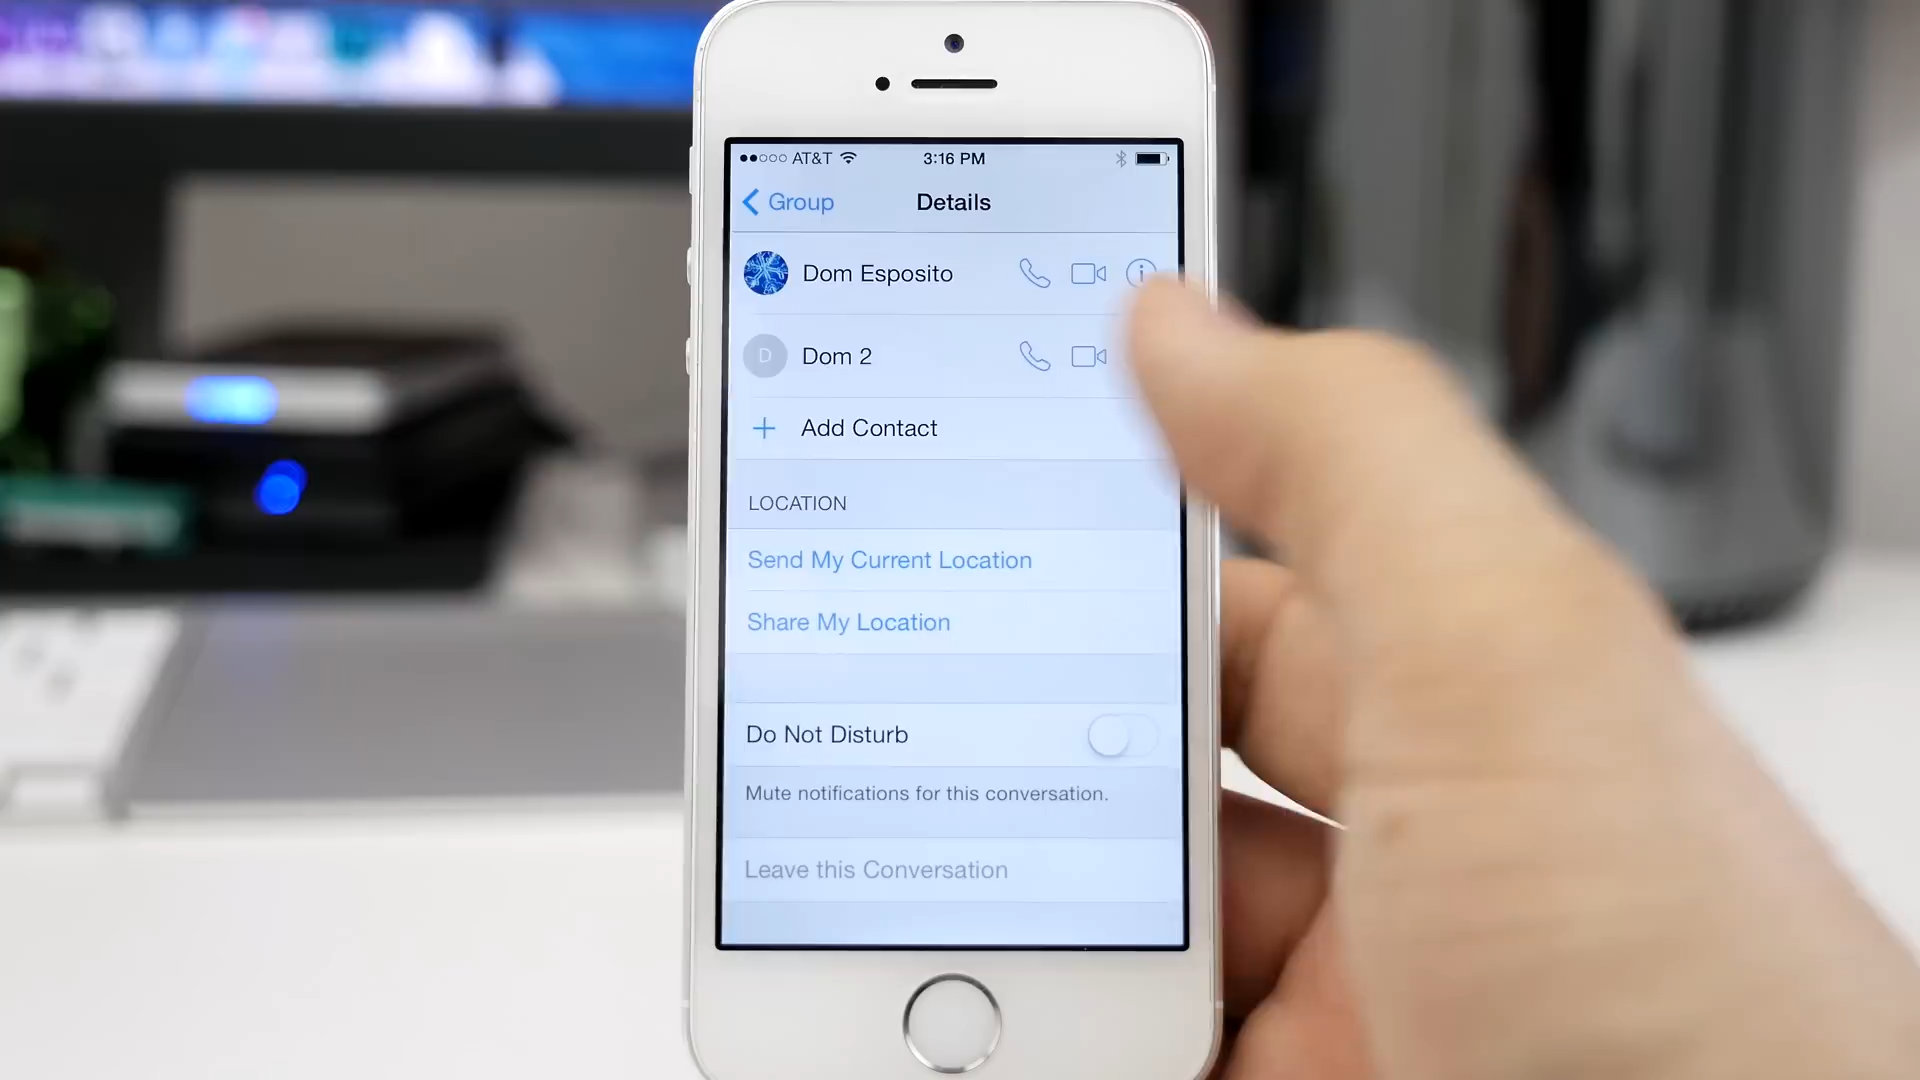 AT&T 3:16 PM
Group Details
Dom Esposito
D Dom 2
Add Contact
LOCATION
Send My Current Location
Share My Location
Do Not Disturb
Mute notifications for this conversation.
Leave this Conversation